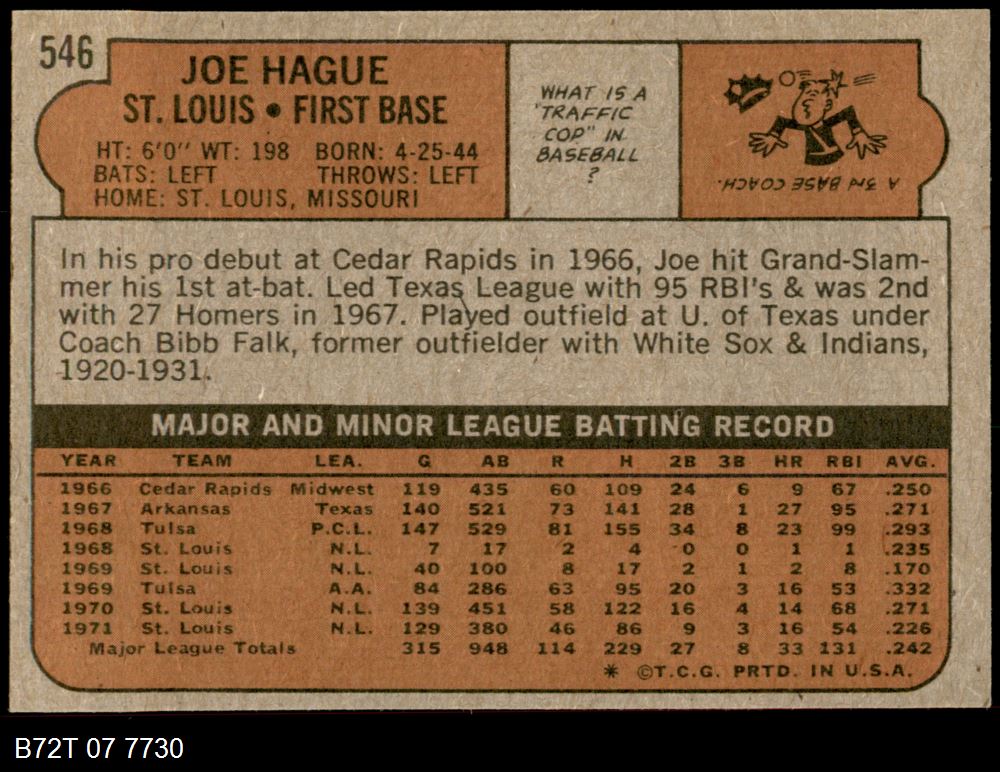 546
JOE HAGUE
ST. LOUIS • FIRST BASE
HT: 6'0" WT: 198 BORN: 4-25-44
BATS: LEFT THROWS: LEFT
HOME: ST. LOUIS, MISSOURI
WHAT IS A
"TRAFFIC
COP" IN
BASEBALL
?
A 3RD BASE COACH.
In his pro debut at Cedar Rapids in 1966, Joe hit Grand-Slam-
mer his 1st at-bat. Led Texas League with 95 RBI's & was 2nd
with 27 Homers in 1967. Played outfield at U. of Texas under
Coach Bibb Falk, former outfielder with White Sox & Indians,
1920-1931.
MAJOR AND MINOR LEAGUE BATTING RECORD
YEAR TEAM LEA. G AB R H 2B 3B HR RBI AVG.
1966 Cedar Rapids Midwest 119 435 60 109 24 6 9 67 .250
1967 Arkansas Texas 140 521 73 141 28 1 27 95 .271
1968 Tulsa P.C.L. 147 529 81 155 34 8 23 99 .293
1968 St. Louis N.L. 7 17 2 4 0 0 1 1 .235
1969 St. Louis N.L. 40 100 8 17 2 1 2 8 .170
1969 Tulsa A.A. 84 286 63 95 20 3 16 53 .332
1970 St. Louis N.L. 139 451 58 122 16 4 14 68 .271
1971 St. Louis N.L. 129 380 46 86 9 3 16 54 .226
Major League Totals 315 948 114 229 27 8 33 131 .242
* ©T.C.G. PRTD. IN U.S.A.
B72T 07 7730